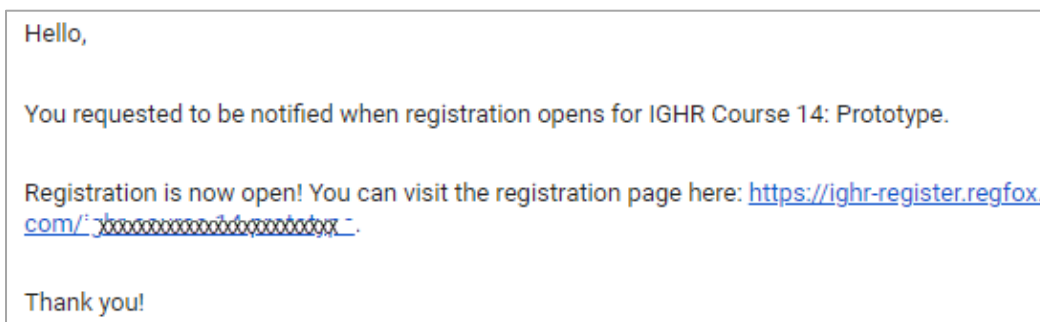 Hello,
You requested to be notified when registration opens for IGHR Course 14: Prototype.
Registration is now open! You can visit the registration page here: https://ighr-register.regfox.
com/
Thank you!